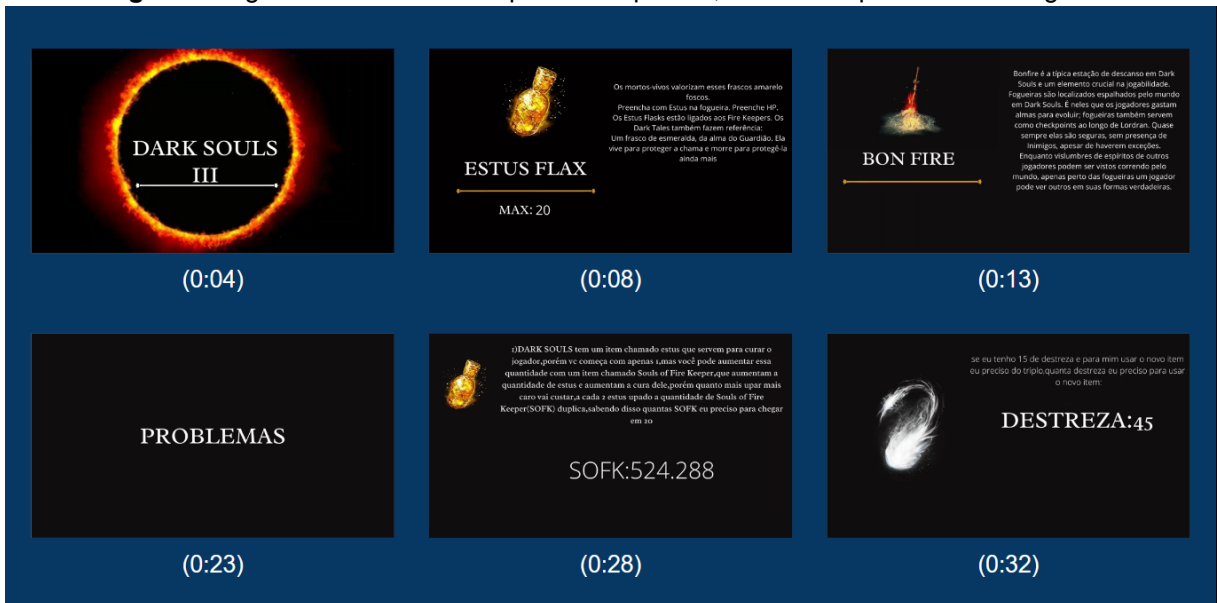 DARK SOULS
III
(0:04)
ESTUS FLAX
MAX: 20
Os mortos-vivos valorizam esses frascos amarelo
foscos.
Preencha com Estus na fogueira. Preenche HP.
Os Estus Flasks estão ligados aos Fire Keepers. Os
Dark Tales também fazem referência:
Um frasco de esmeralda, da alma do Guardião. Ela
vive para proteger a chama e morre para protegê-la
ainda mais
(0:08)
BON FIRE
Bonfire é a típica estação de descanso em Dark
Souls e um elemento crucial na jogabilidade.
Fogueiras são localizados espalhados pelo mundo
em Dark Souls. É neles que os jogadores gastam
almas para evoluir; fogueiras também servem
como checkpoints ao longo de Lordran. Quase
sempre elas são seguras, sem presença de
Inimigos, apesar de haverem exceções.
Enquanto vislumbres de espíritos de outros
jogadores podem ser vistos correndo pelo
mundo, apenas perto das fogueiras um jogador
pode ver outros em suas formas verdadeiras.
(0:13)
PROBLEMAS
(0:23)
1)DARK SOULS tem um item chamado estus que servem para curar o
jogador,porém vc começa com apenas 1,mas você pode aumentar essa
quantidade com um item chamado Souls of Fire Keeper,que aumentam a
quantidade de estus e aumentam a cura dele,porém quanto mais upar mais
caro vai custar,a cada 2 estus upado a quantidade de Souls of Fire
Keeper(SOFK) duplica,sabendo disso quantas SOFK eu preciso para chegar
em 20
SOFK:524.288
(0:28)
se eu tenho 15 de destreza e para mim usar o novo item
eu preciso do triplo,quanta destreza eu preciso para usar
o novo item:
DESTREZA:45
(0:32)